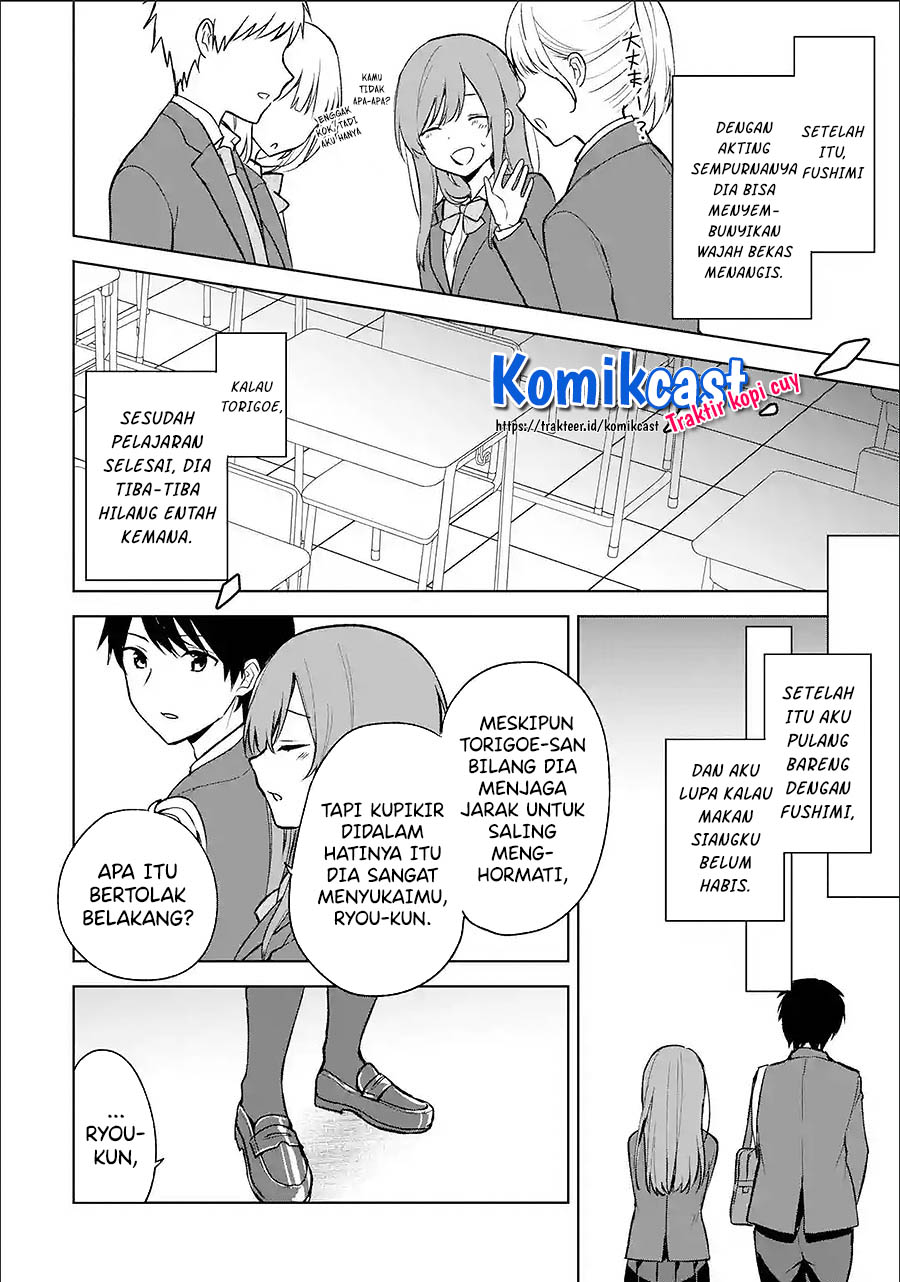 SETELAH
ITU,
FUSHIMI
DENGAN
AKTING
SEMPURNANYA
DIA BISA
MENYEM-
BUNYIKAN
WAJAH BEKAS
MENANGIS.
大丈夫ー?
KAMU
TIDAK
APA-APA?
ENGGAK
KOK, TADI
AKU HANYA
Komikcast
Traktir kopi cuy
https://trakteer.id/komikcast
KALAU
TORIGOE,
SESUDAH
PELAJARAN
SELESAI, DIA
TIBA-TIBA
HILANG ENTAH
KEMANA.
SETELAH
ITU AKU
PULANG
BARENG
DENGAN
FUSHIMI,
DAN AKU
LUPA KALAU
MAKAN
SIANGKU
BELUM
HABIS.
MESKIPUN
TORIGOE-SAN
BILANG DIA
MENJAGA
JARAK UNTUK
SALING
MENG-
HORMATI,
TAPI KUPIKIR
DIDALAM
HATINYA ITU
DIA SANGAT
MENYUKAIMU,
RYOU-KUN.
APA ITU
BERTOLAK
BELAKANG?
...
RYOU-
KUN,